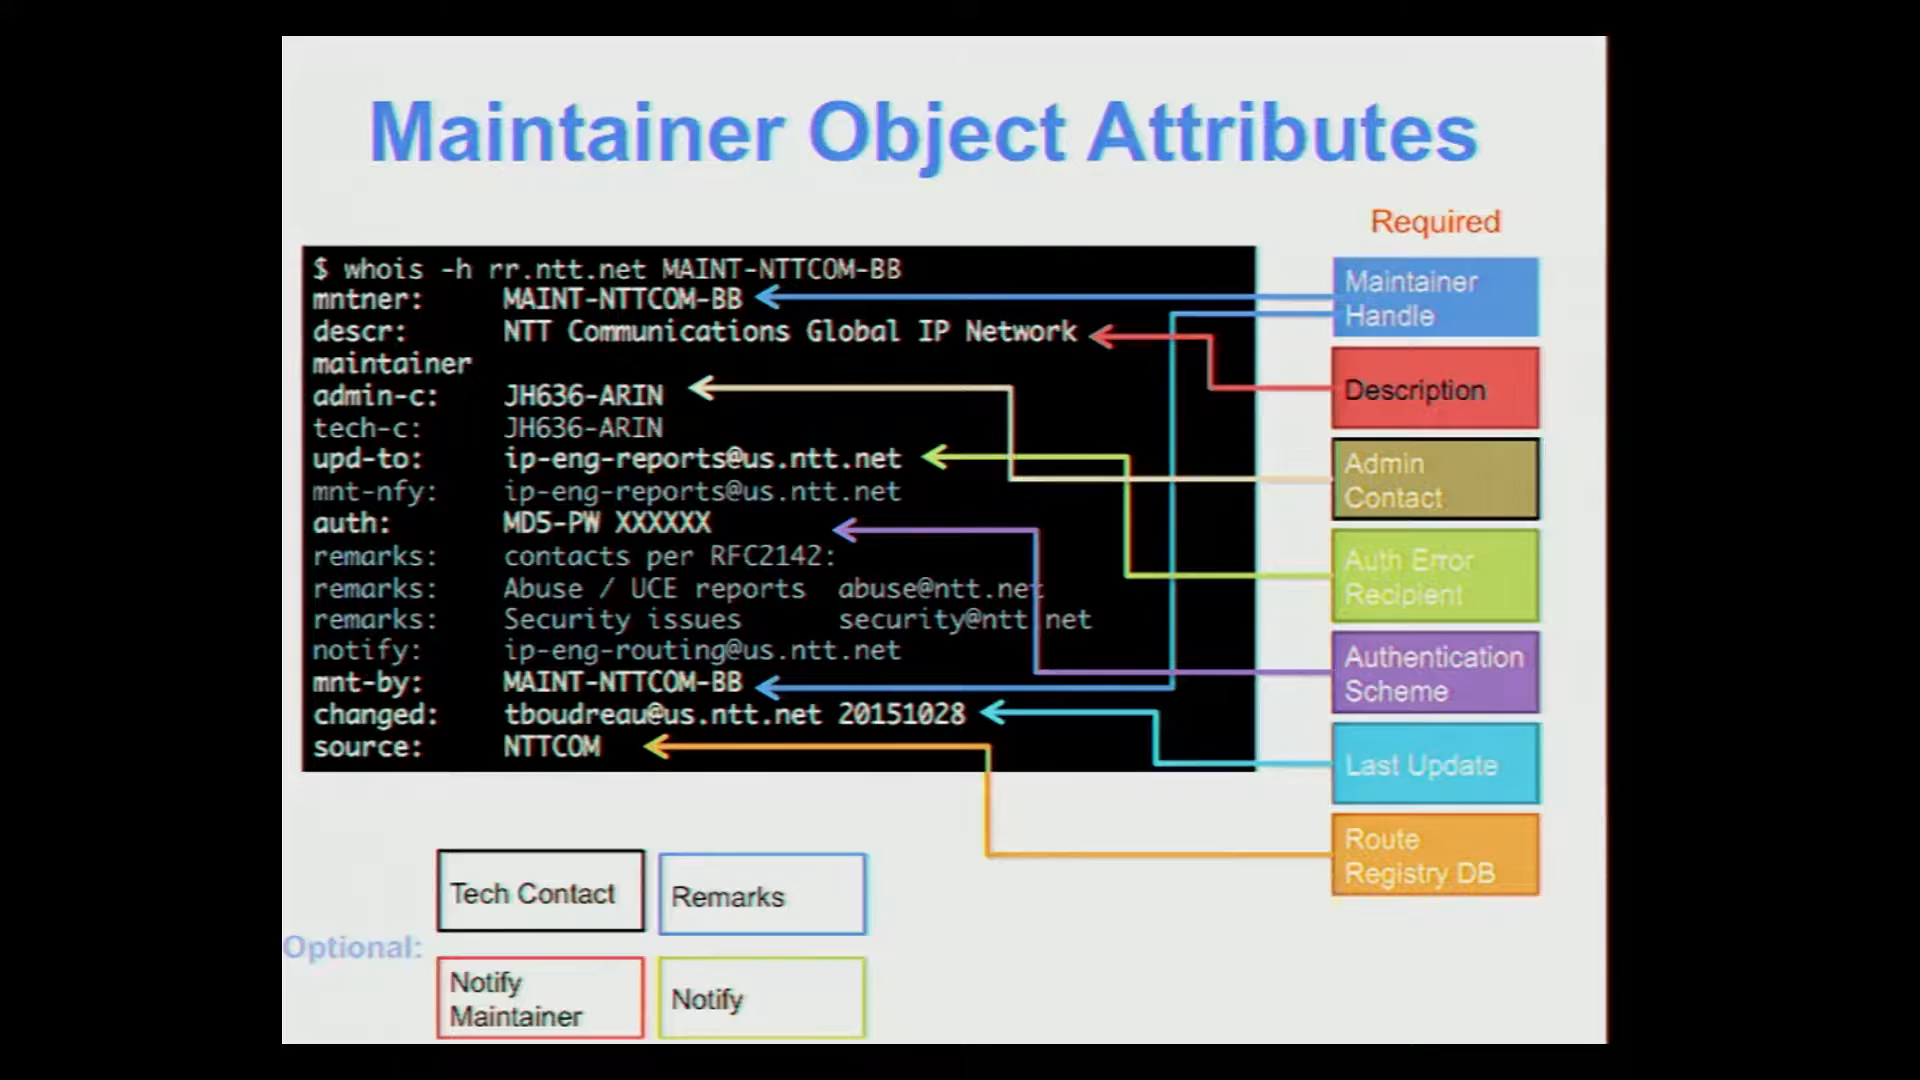 Maintainer Object Attributes
Required
$ whois -h rr.ntt.net MAINT-NTTCOM-BB
mntner: MAINT-NTTCOM-BB
descr: NTT Communications Global IP Network
maintainer
admin-c: JH636-ARIN
tech-c: JH636-ARIN
upd-to: ip-eng-reports@us.ntt.net
mnt-nfy: ip-eng-reports@us.ntt.net
auth: MD5-PW XXXXXX
remarks: contacts per RFC2142:
remarks: Abuse / UCE reports abuse@ntt.net
remarks: Security issues security@ntt.net
notify: ip-eng-routing@us.ntt.net
mnt-by: MAINT-NTTCOM-BB
changed: tboudreau@us.ntt.net 20151028
source: NTTCOM
Maintainer
Handle
Description
Admin
Contact
Auth Error
Recipient
Authentication
Scheme
Last Update
Route
Registry DB
Optional:
Tech Contact
Remarks
Notify
Maintainer
Notify